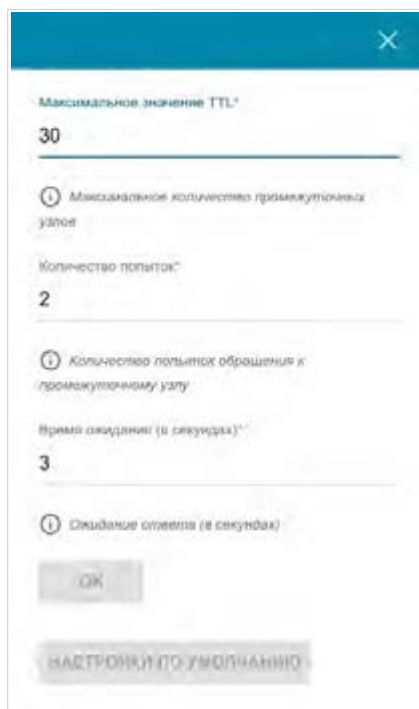 Максимальное значение TTL*
30
Максимальное количество промежуточных
узлов
Количество попыток*
2
Количество попыток обращения к
промежуточному узлу
Время ожидания (в секундах)*
3
Ожидание ответа (в секундах)
ОК
НАСТРОЙКИ ПО УМОЛЧАНИЮ